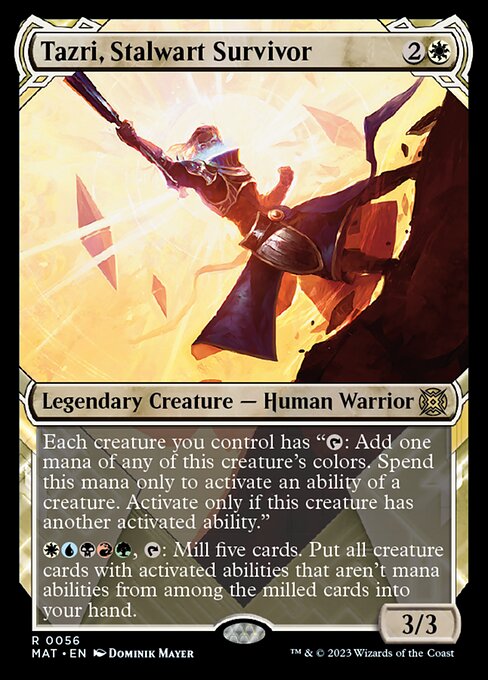 Tazri, Stalwart Survivor 2
Legendary Creature — Human Warrior
Each creature you control has “: Add one
mana of any of this creature's colors. Spend
this mana only to activate an ability of a
creature. Activate only if this creature has
another activated ability.”
, : Mill five cards. Put all creature
cards with activated abilities that aren't mana
abilities from among the milled cards into
your hand.
3/3
R 0056
MAT • EN Dominik Mayer
™ & © 2023 Wizards of the Coast